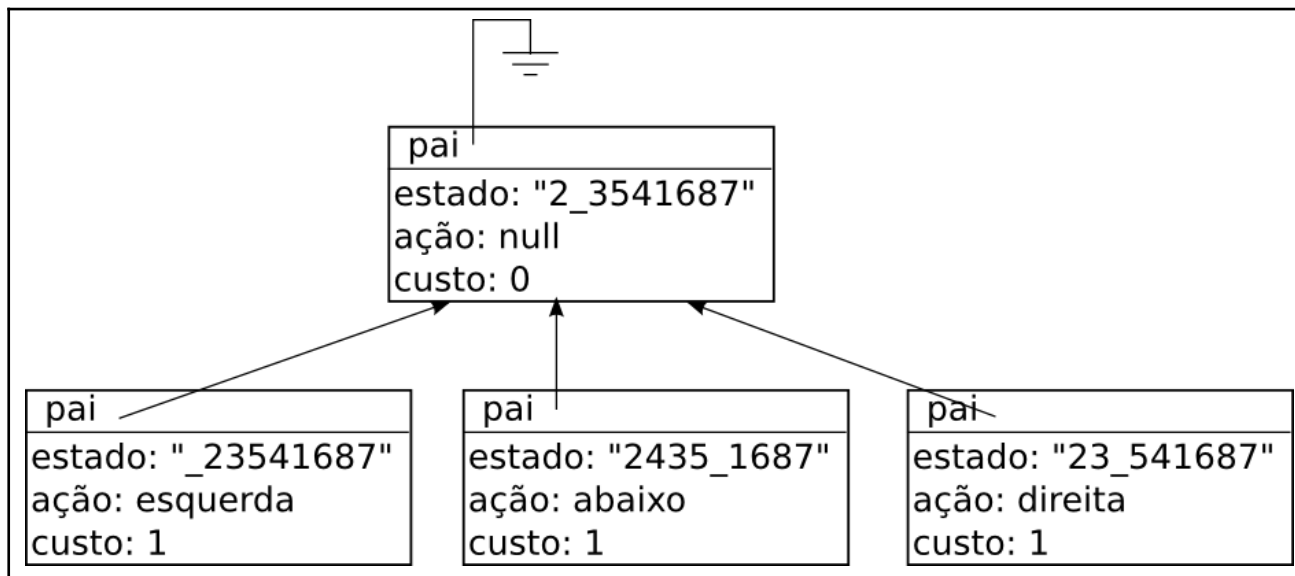 pai
estado: "2_3541687"
ação: null
custo: 0
pai
estado: "_23541687"
ação: esquerda
custo: 1
pai
estado: "2435_1687"
ação: abaixo
custo: 1
pai
estado: "23_541687"
ação: direita
custo: 1